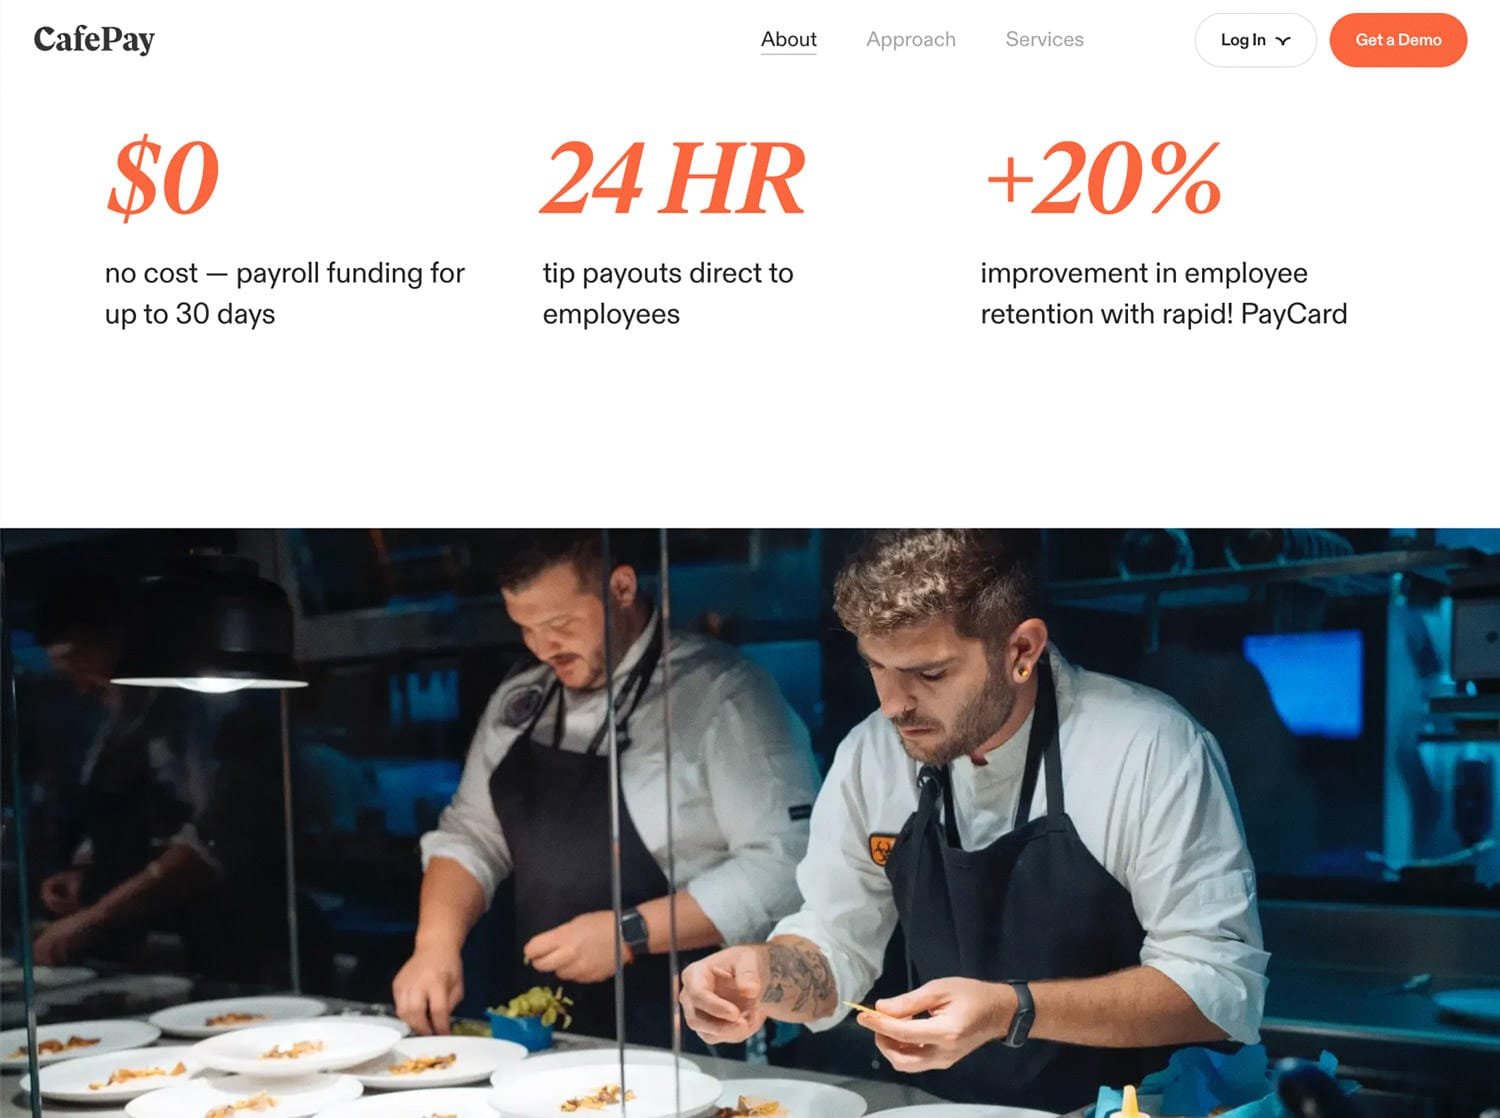 CafePay
About
Approach
Services
Log In
Get a Demo
$0
24 HR
+20%
no cost — payroll funding for
up to 30 days
tip payouts direct to
employees
improvement in employee
retention with rapid! PayCard